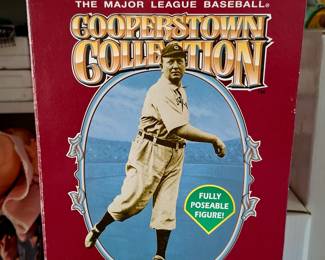 THE MAJOR LEAGUE BASEBALL®
COOPERSTOWN
COLLECTION
FULLY
POSEABLE
FIGURE!